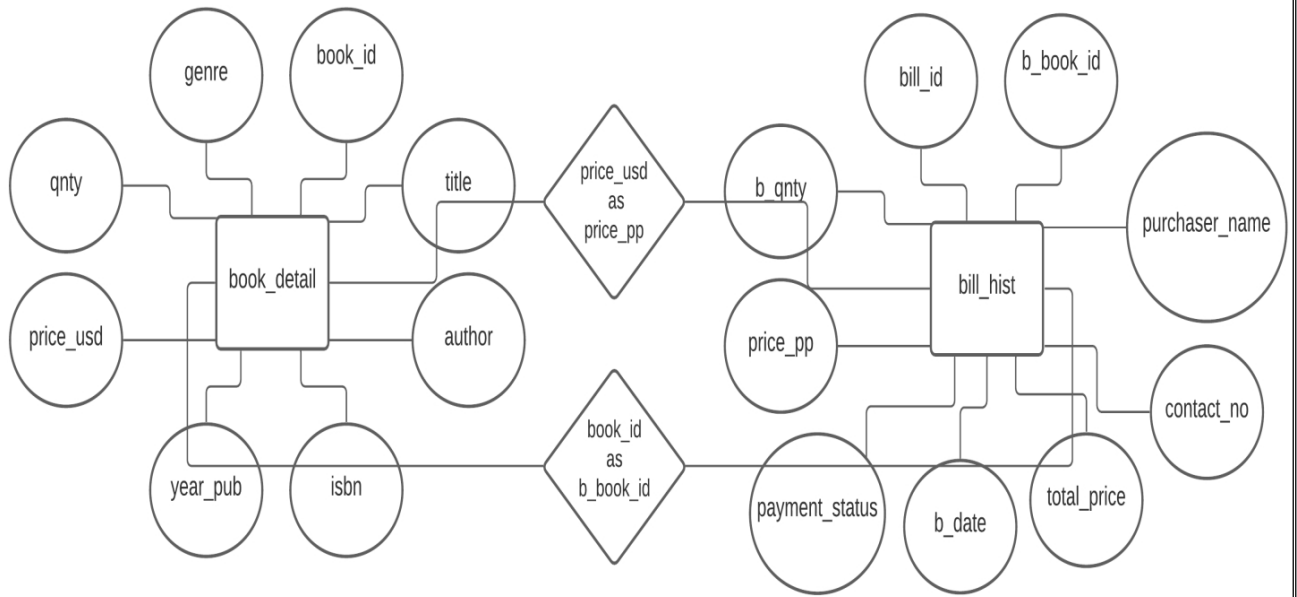 genre
book_id
bill_id
b_book_id
qnty
title
price_usd
as
price_pp
b_qnty
purchaser_name
book_detail
bill_hist
price_usd
author
price_pp
contact_no
book_id
as
b_book_id
year_pub
isbn
payment_status
b_date
total_price